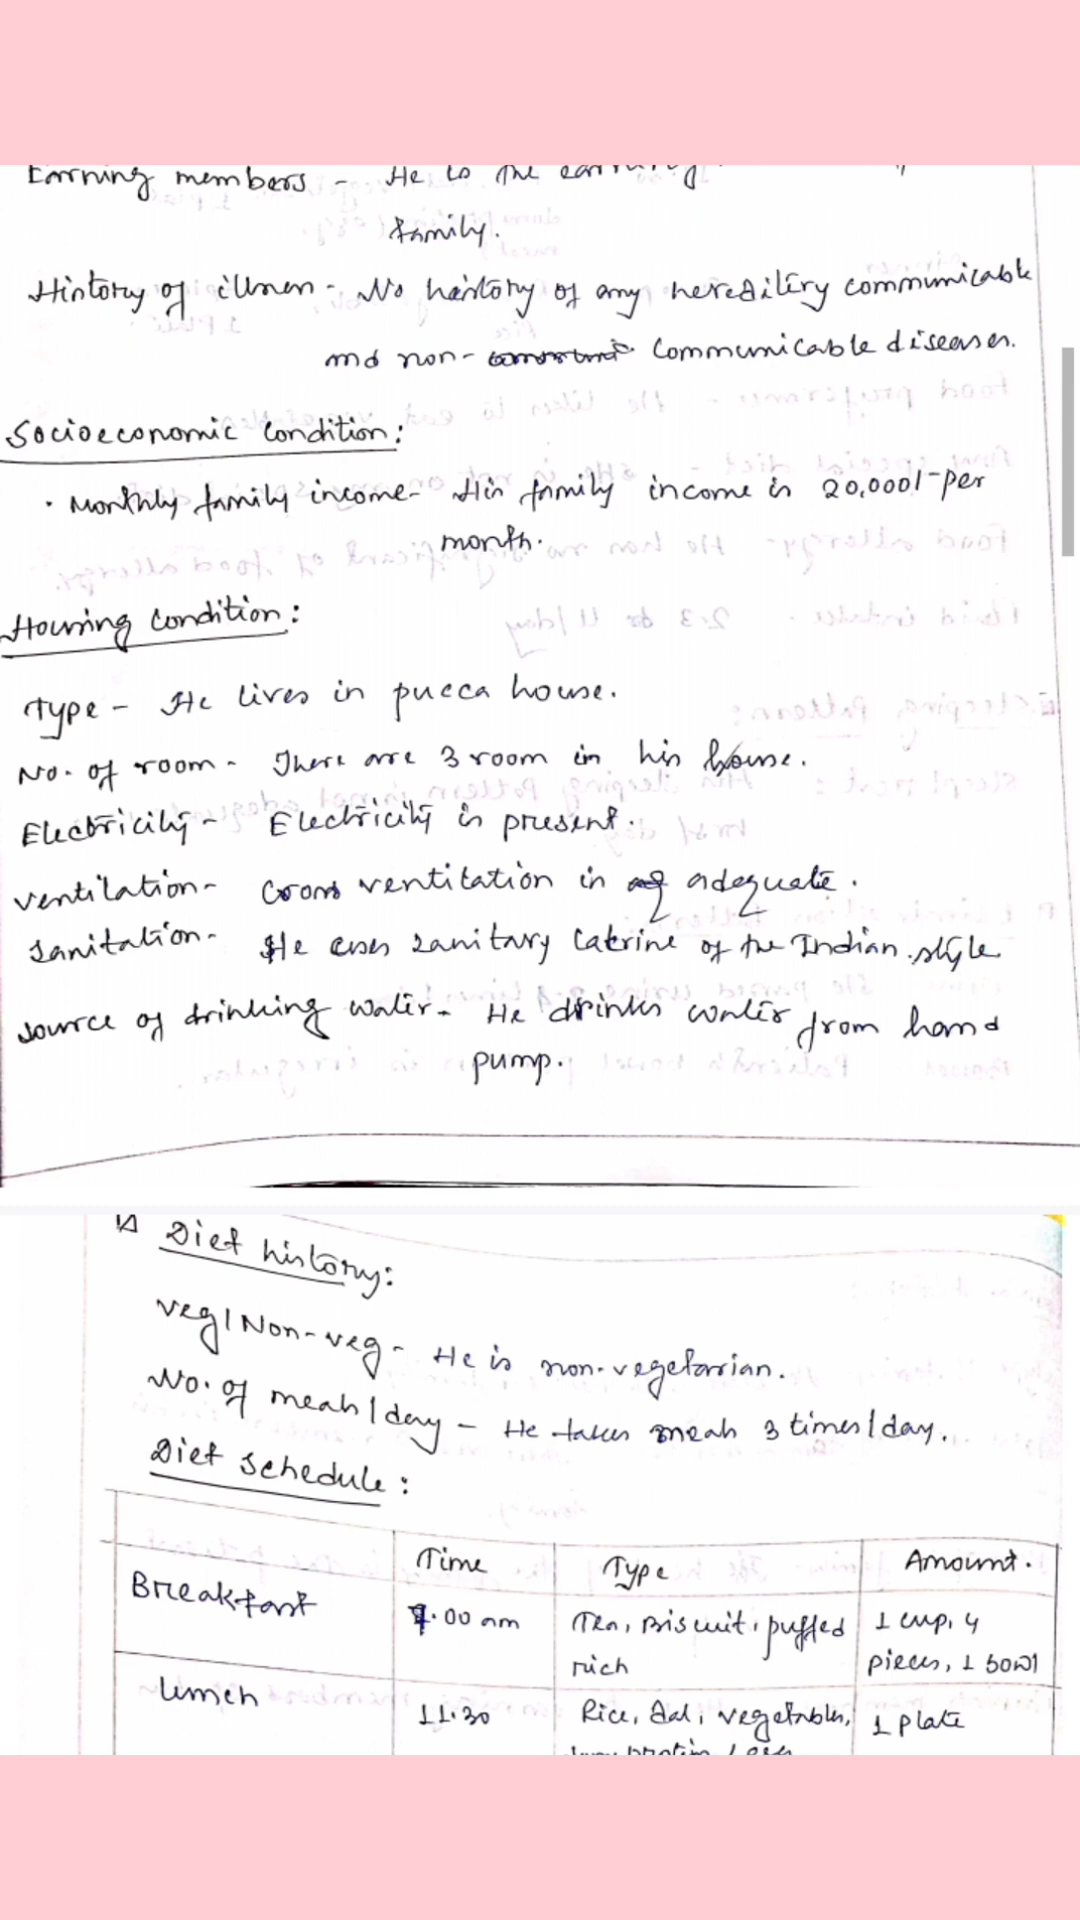 Earning members - He is the earning
family.
History of illness - No history of any hereditary communicable
and non- communicable diseases.
Socioeconomic Condition:
• Monthly family income - His family income is 20,000/- per
month.
Housing Condition:
Type - He lives in pucca house.
No. of room - There are 3 room in his house.
Electricity - Electricity is present.
Ventilation - Cross ventilation is adequate.
Sanitation - He uses sanitary latrine of the Indian style
Source of drinking water - He drinks water from hand
pump.
Diet history:
Veg/Non-veg - He is non-vegetarian.
No. of meals/day - He takes meals 3 times/day.
Diet Schedule:
Time Type Amount.
Breakfast 7.00 am Tea, Biscuit, puffed 1 cup, 4
rich pieces, 1 bowl
Lunch 11.30 Rice, dal, vegetables, 1 plate